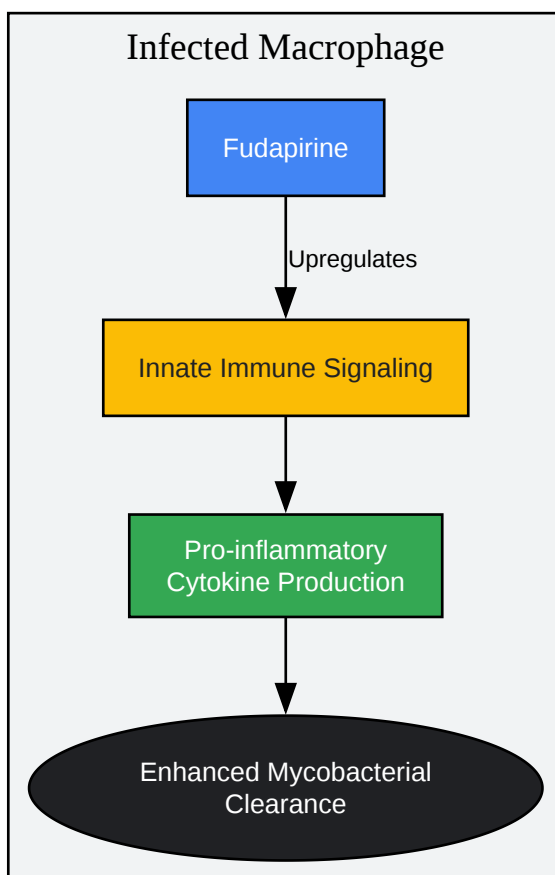 Infected Macrophage
Fudapirine
Upregulates
Innate Immune Signaling
Pro-inflammatory
Cytokine Production
Enhanced Mycobacterial
Clearance